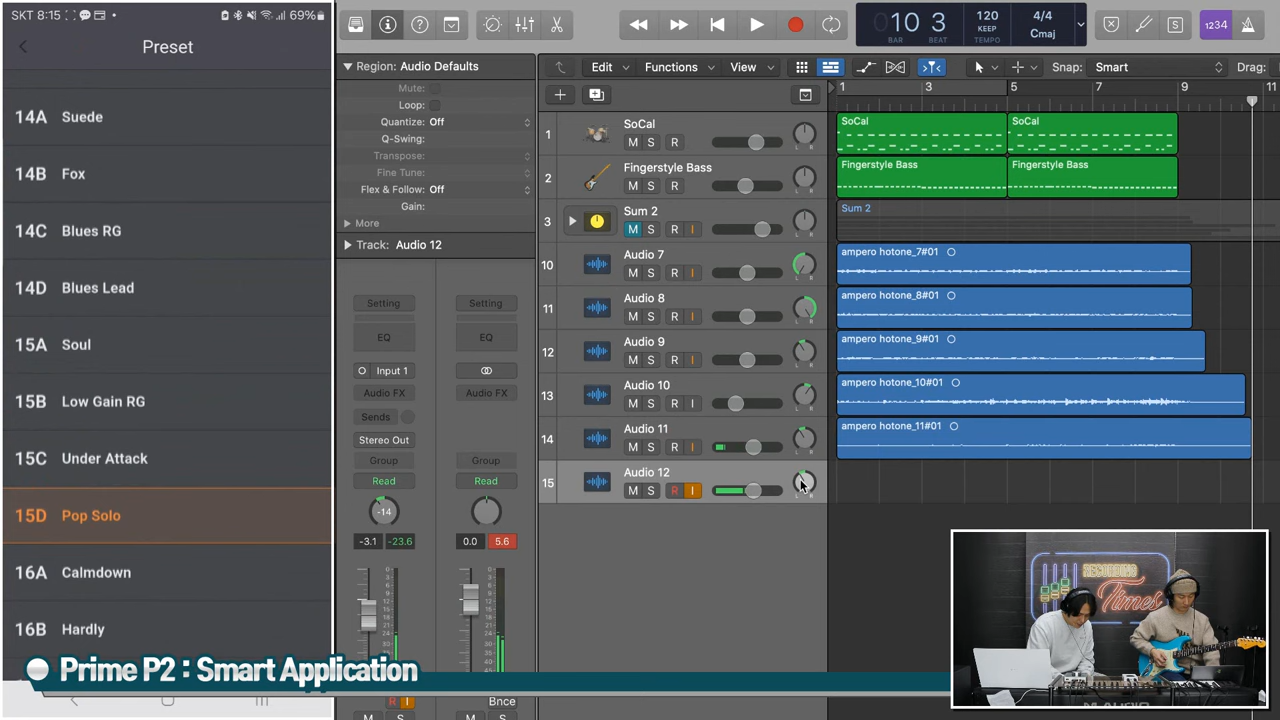 SKT 8:15
69%
Preset
14A Suede
14B Fox
14C Blues RG
14D Blues Lead
15A Soul
15B Low Gain RG
15C Under Attack
15D Pop Solo
16A Calmdown
16B Hardly
Region: Audio Defaults
Mute:
Loop:
Quantize: Off
Q-Swing:
Transpose:
Fine Tune:
Flex & Follow: Off
Gain:
More
Track: Audio 12
Setting Setting
EQ EQ
Input 1
Audio FX Audio FX
Sends
Stereo Out
Group Group
Read Read
-14
-3.1 -23.6 0.0 5.6
R I Bnce
M S M
10 3
BAR BEAT
120
KEEP
TEMPO
4/4
Cmaj
S
1234
Edit Functions View
Snap: Smart
Drag:
1 3 5 7 9 11
1 SoCal
M S R
2 Fingerstyle Bass
M S R
3 Sum 2
M S R I
10 Audio 7
M S R I
11 Audio 8
M S R I
12 Audio 9
M S R I
13 Audio 10
M S R I
14 Audio 11
M S R I
15 Audio 12
M S R I
SoCal SoCal
Fingerstyle Bass Fingerstyle Bass
Sum 2
ampero hotone_7#01
ampero hotone_8#01
ampero hotone_9#01
ampero hotone_10#01
ampero hotone_11#01
RECORDING
Times
M-AUDIO
Prime P2 : Smart Application